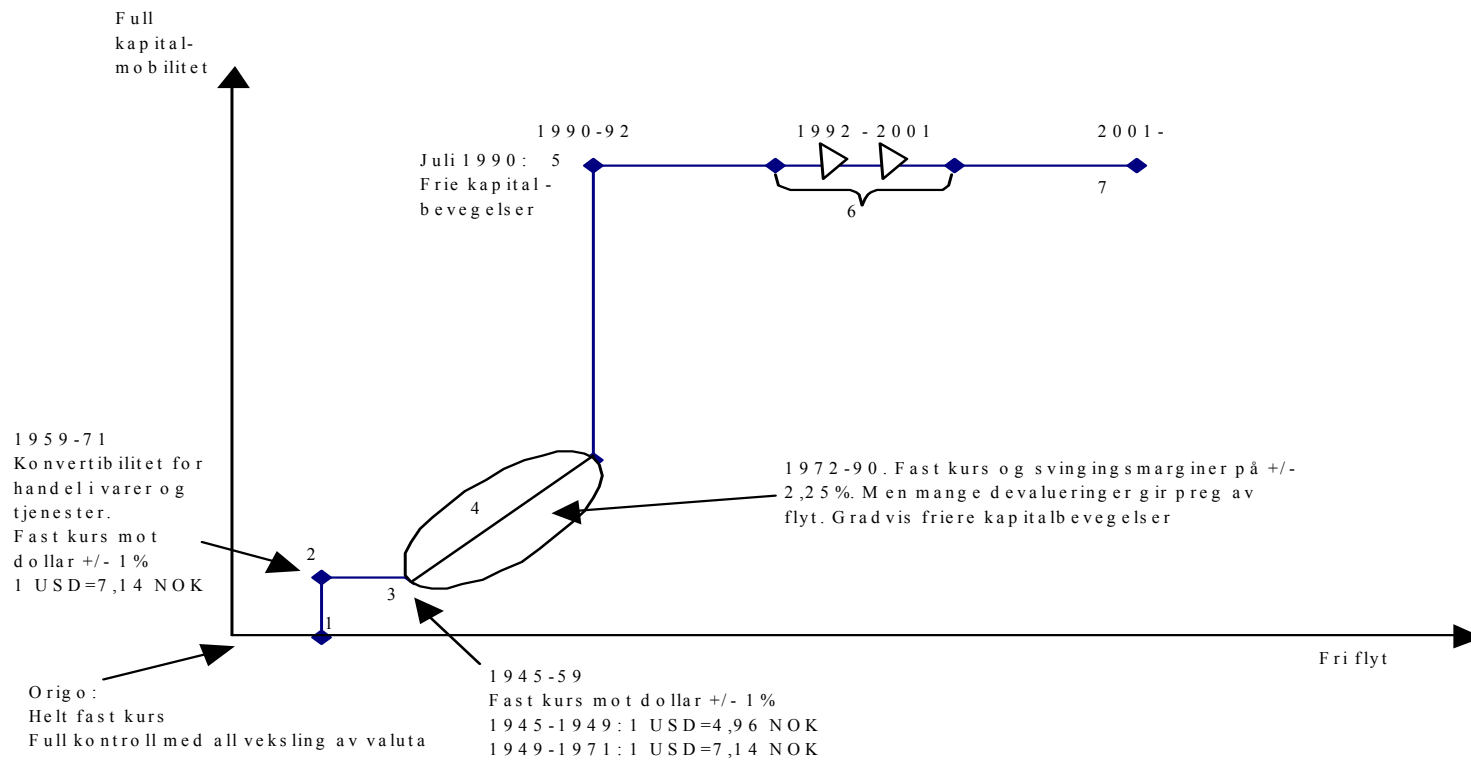 Full
kapital-
mobilitet
1990-92
1992 -2001
2001-
Juli 1990: 5
Frie kapital-
bevegelser
6
7
1959-71
Konvertibilitet for
handel i varer og
tjenester.
Fast kurs mot
dollar +/- 1%
1 USD=7,14 NOK
4
1972-90. Fast kurs og svingingsmarginer på +/-
2,25%. Men mange devalueringer gir preg av
flyt. Gradvis friere kapitalbevegelser
2
3
1
Fri flyt
Origo:
Helt fast kurs
Full kontroll med all veksling av valuta
1945-59
Fast kurs mot dollar +/- 1%
1945-1949: 1 USD=4,96 NOK
1949-1971: 1 USD=7,14 NOK